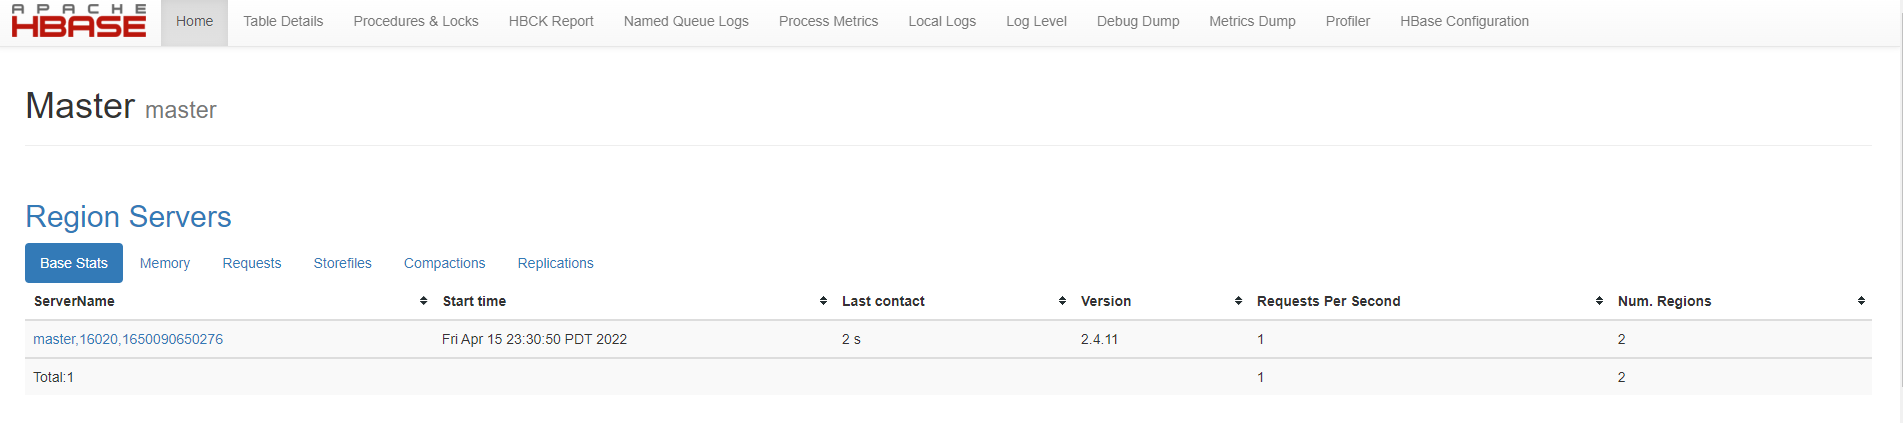 APACHE
HBASE
Home Table Details Procedures & Locks HBCK Report Named Queue Logs Process Metrics Local Logs Log Level Debug Dump Metrics Dump Profiler HBase Configuration
Master master
Region Servers
Base Stats Memory Requests Storefiles Compactions Replications
ServerName Start time Last contact Version Requests Per Second Num. Regions
master,16020,1650090650276 Fri Apr 15 23:30:50 PDT 2022 2 s 2.4.11 1 2
Total:1 1 2